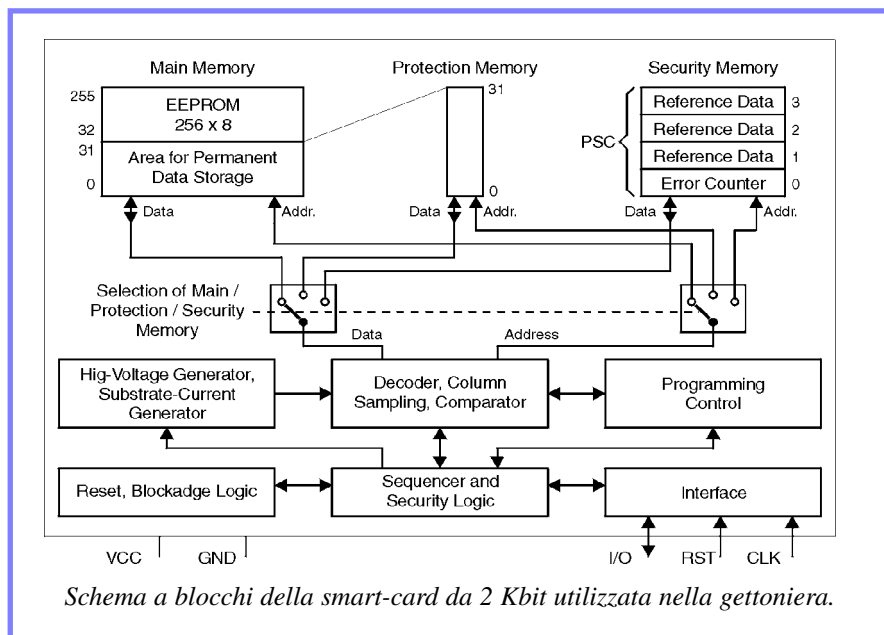 Main Memory
Protection Memory
Security Memory
255
EEPROM
256 x 8
32
31
Area for Permanent
Data Storage
0
31
0
PSC
Reference Data 3
Reference Data 2
Reference Data 1
Error Counter 0
Data
Addr.
Data
Addr.
Data
Addr.
Selection of Main /
Protection / Security
Memory
Data
Address
Hig-Voltage Generator,
Substrate-Current
Generator
Decoder, Column
Sampling, Comparator
Programming
Control
Reset, Blockadge Logic
Sequencer and
Security Logic
Interface
VCC
GND
I/O
RST
CLK
Schema a blocchi della smart-card da 2 Kbit utilizzata nella gettoniera.